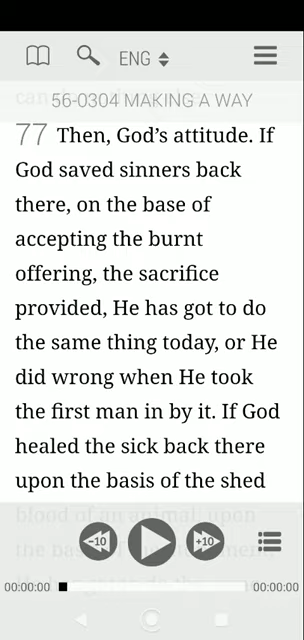 ENG
56-0304 MAKING A WAY
77 Then, God's attitude. If
God saved sinners back
there, on the base of
accepting the burnt
offering, the sacrifice
provided, He has got to do
the same thing today, or He
did wrong when He took
the first man in by it. If God
healed the sick back there
upon the basis of the shed
blood of an animal, upon
-10
+10
00:00:00
00:00:00